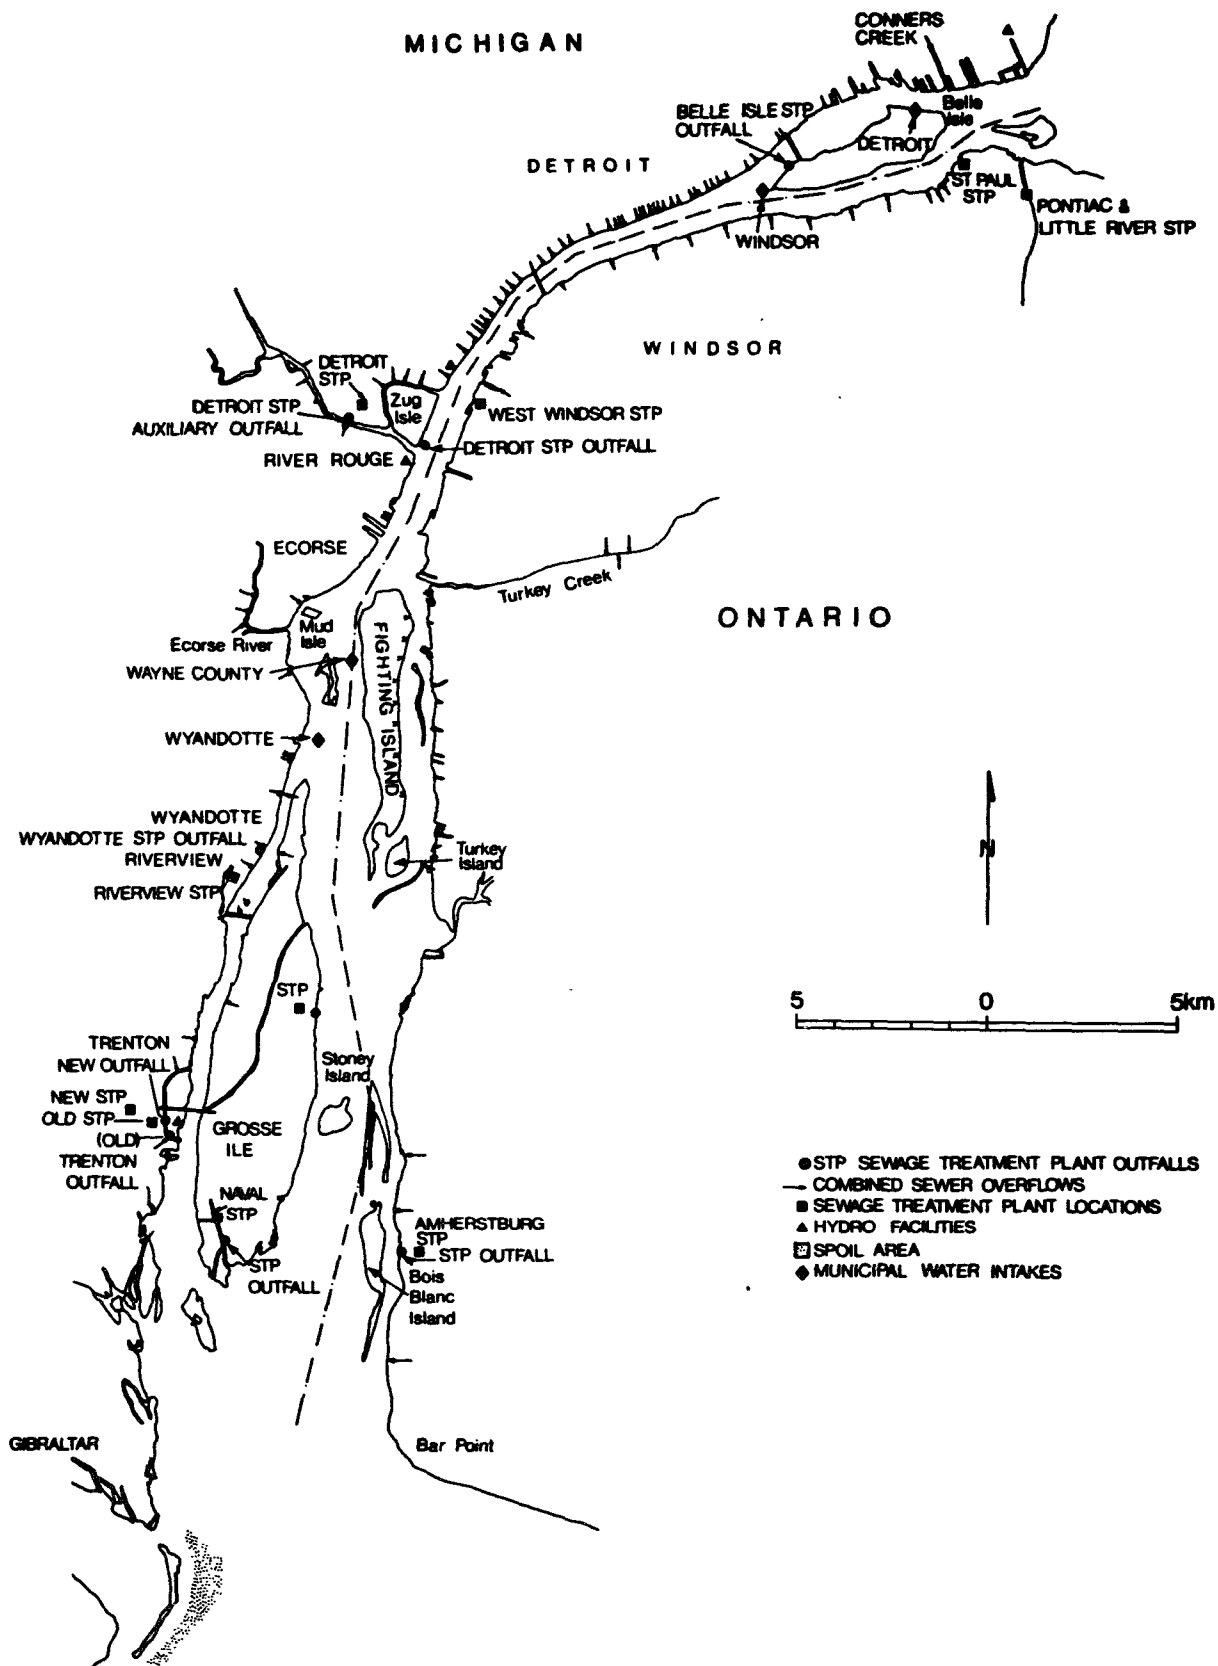 MICHIGAN
CONNERS
CREEK
BELLE ISLE STP
OUTFALL
Belle
Isle
DETROIT
DETROIT
ST PAUL
STP
PONTIAC &
LITTLE RIVER STP
WINDSOR
WINDSOR
DETROIT
STP
Zug
Isle
DETROIT STP
AUXILIARY OUTFALL
WEST WINDSOR STP
DETROIT STP OUTFALL
RIVER ROUGE
ECORSE
Turkey Creek
ONTARIO
Mud
Isle
Ecorse River
WAYNE COUNTY
FIGHTING ISLAND
WYANDOTTE
WYANDOTTE
WYANDOTTE STP OUTFALL
RIVERVIEW
RIVERVIEW STP
Turkey
Island
N
STP
5 0 5km
TRENTON
NEW OUTFALL
Stoney
Island
NEW STP
OLD STP
(OLD)
TRENTON
OUTFALL
GROSSE
ILE
NAVAL
STP
STP
OUTFALL
AMHERSTBURG
STP
STP OUTFALL
Bois
Blanc
Island
STP SEWAGE TREATMENT PLANT OUTFALLS
COMBINED SEWER OVERFLOWS
SEWAGE TREATMENT PLANT LOCATIONS
HYDRO FACILITIES
SPOIL AREA
MUNICIPAL WATER INTAKES
GIBRALTAR
Bar Point